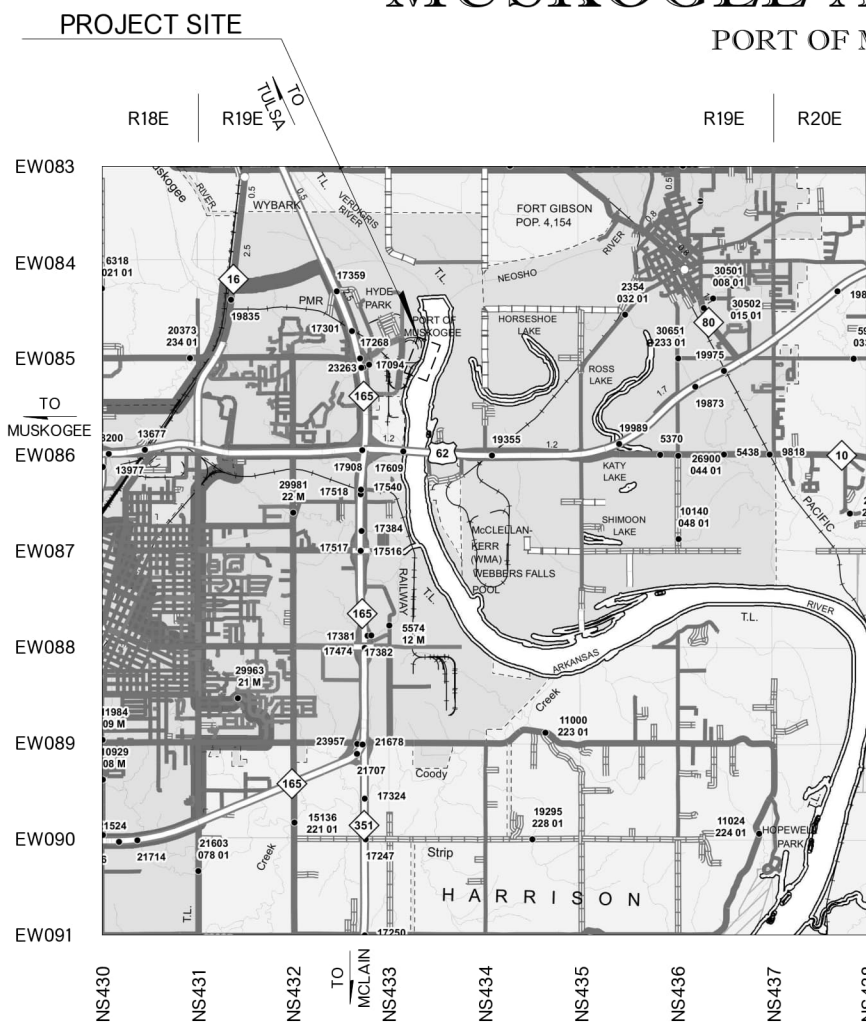 MUSKOGEE
PORT OF M
PROJECT SITE
TO
TULSA
R18E
R19E
R19E
R20E
EW083
Muskogee
RIVER
0.5
WYBARK
0.5
T.L.
VERDIGRIS
RIVER
FORT GIBSON
POP. 4,154
0.5
0.8
RIVER
EW084
6318
021 01
2.5
16
17359
T.L.
NEOSHO
2354
032 01
30501
008 01
19835
PMR
HYDE
PARK
30502
015 01
17301
PORT OF
MUSKOGEE
HORSESHOE
LAKE
80
20373
234 01
17268
30651
233 01
19975
EW085
23263
17094
ROSS
LAKE
TO
MUSKOGEE
165
1.7
19873
3200
13677
1.2
62
19355
1.2
19989
5370
EW086
13977
17908
17609
26900
044 01
5438
9818
10
KATY
LAKE
29981
22 M
17518
17540
10140
048 01
PACIFIC
SHIMOON
LAKE
17384
McCLELLAN-
KERR
(WMA)
WEBBERS FALLS
POOL
EW087
17517
17516
RAILWAY
T.L.
165
5574
12 M
RIVER
T.L.
17381
17382
EW088
17474
ARKANSAS
29963
21 M
Creek
11984
09 M
11000
223 01
EW089
23957
21678
10929
08 M
21707
Coody
165
17324
15136
221 01
351
19295
228 01
11024
224 01
HOPEWELL
PARK
1524
EW090
21714
21603
078 01
17247
Creek
Strip
HARRISON
T.L.
EW091
17250
NS430
NS431
NS432
TO
MCLAIN
NS433
NS434
NS435
NS436
NS437